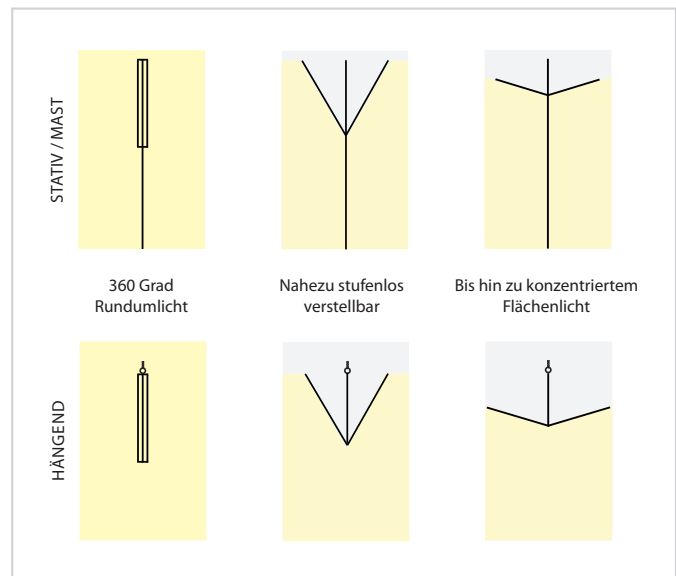 STATIV / MAST
360 Grad
Rundumlicht
Nahezu stufenlos
verstellbar
Bis hin zu konzentriertem
Flächenlicht
HÄNGEND